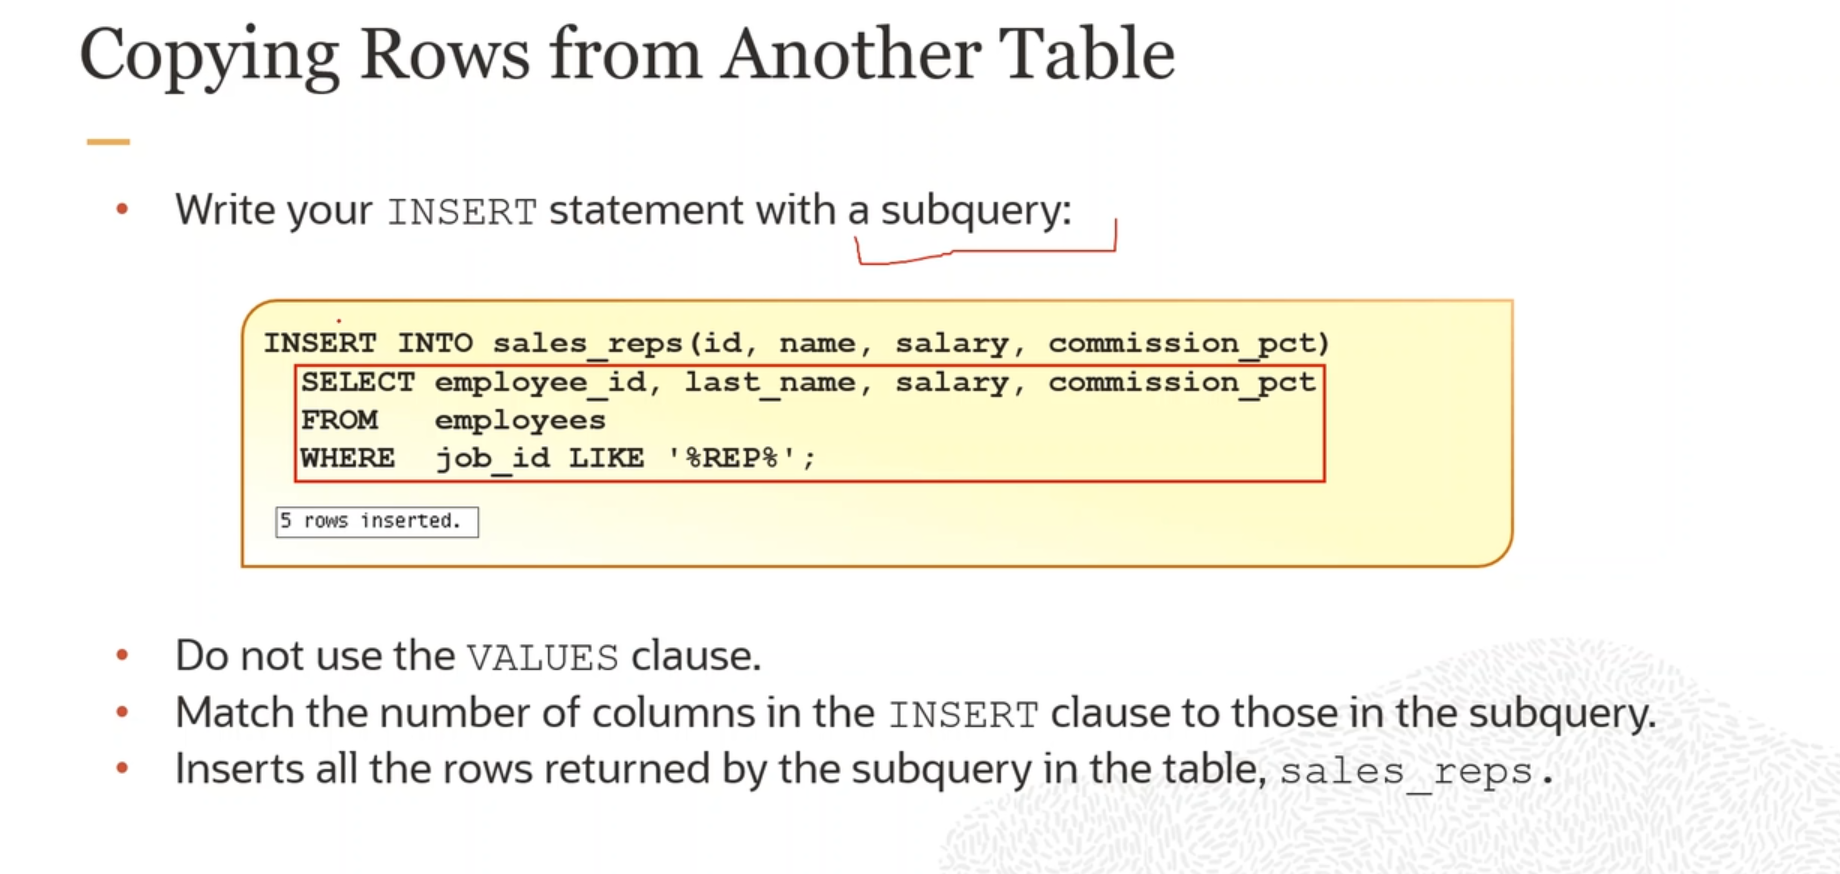 Copying Rows from Another Table
• Write your INSERT statement with a subquery:
INSERT INTO sales_reps(id, name, salary, commission_pct)
SELECT employee_id, last_name, salary, commission_pct
FROM employees
WHERE job_id LIKE '%REP%';
5 rows inserted.
• Do not use the VALUES clause.
• Match the number of columns in the INSERT clause to those in the subquery.
• Inserts all the rows returned by the subquery in the table, sales_reps.